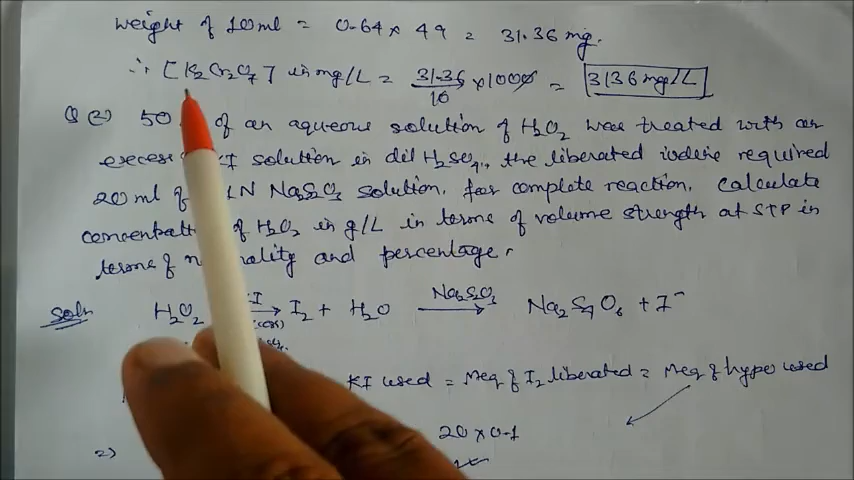 weight of 10ml = 0.64 × 49 = 31.36 mg.
∴ [K2Cr2O7] in mg/L = 31.36/10 × 1000 = 3136 mg/L
Q (2) 50 of an aqueous solution of H2O2 was treated with an
excess KI solution in dil H2SO4, the liberated iodine required
20ml of 1N Na2S2O3 solution, for complete reaction. Calculate
of H2O2 in g/L in terms of volume strength at STP in
terms of and percentage.
Soln H2O2 → I2 + H2O Na2S2O3 → Na2S4O6 + I-
KI used = Meq of I2 liberated = Meq of hypo used
20 × 0.1
2)